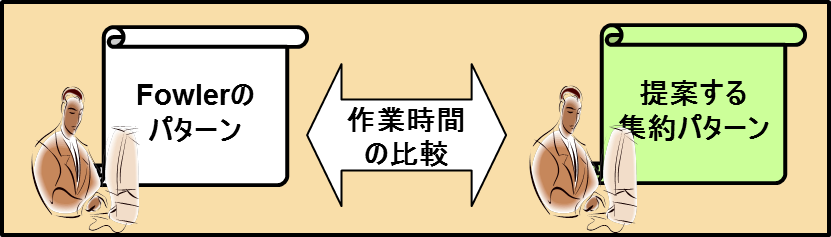 Fowlerの
パターン
作業時間
の比較
提案する
集約パターン